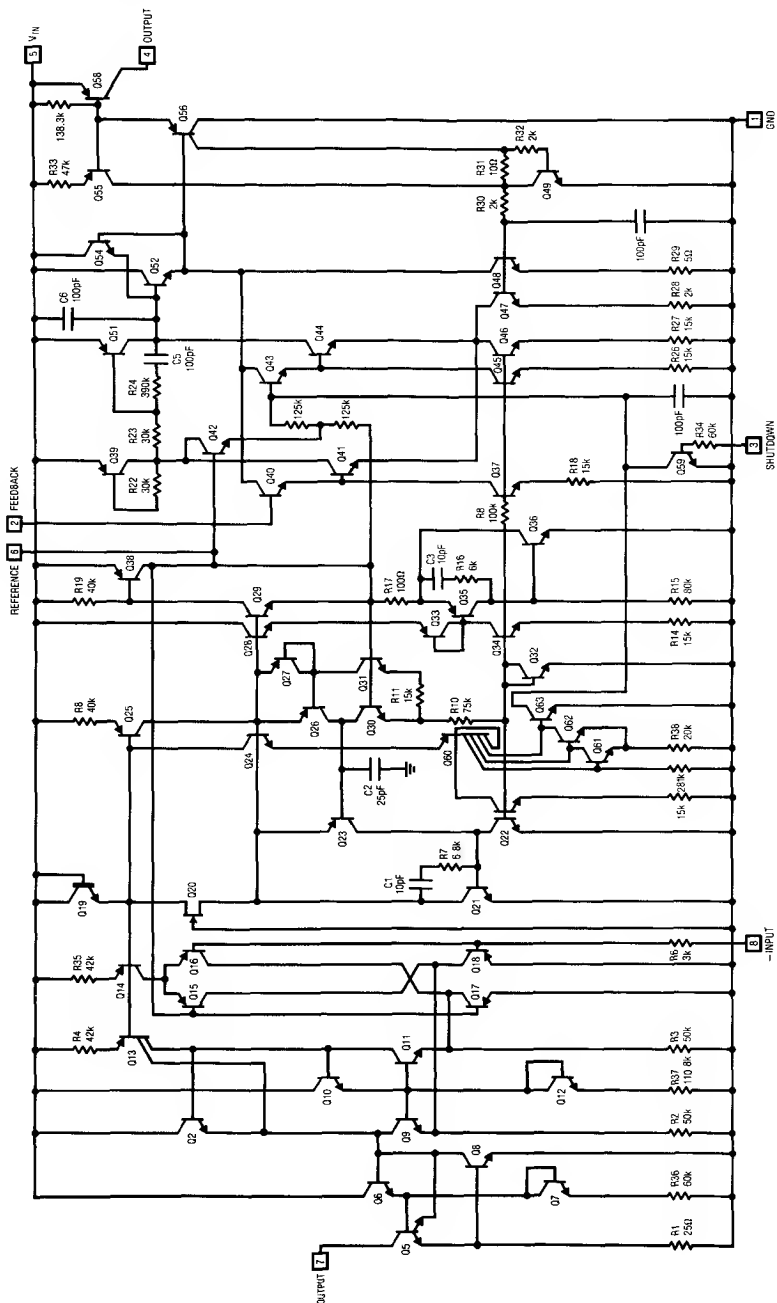 5 VIN
4 OUTPUT
138.3k
Q58
Q56
1 GND
R33
47k
Q55
R32
2k
R31
10Ω
Q49
R30
2k
Q54
Q52
C6
100pF
100pF
Q48
R29
5Ω
Q47
R28
2k
Q51
C5
100pF
Q44
Q43
Q46
R27
15k
Q45
R26
15k
R24
390k
R23
30k
R22
30k
Q39
Q42
125k
125k
Q41
Q40
100pF
R34
60k
Q59
3
SHUTDOWN
2 FEEDBACK
REFERENCE 6
Q37
R18
15k
R8
100k
Q38
R19
40k
Q29
Q28
R17
100Ω
C3
10pF
R16
6k
Q36
Q35
Q33
Q34
R15
80k
R14
15k
Q27
Q26
Q31
Q30
R11
15k
R10
75k
Q32
Q63
Q62
Q61
R38
20k
281k
15k
R8
40k
Q25
Q24
Q60
C2
25pF
Q23
Q22
R7
6.8k
C1
10pF
Q21
Q19
Q20
R35
42k
Q14
Q16
Q15
Q18
Q17
R6
3k
8
−INPUT
R4
42k
Q13
Q11
Q10
R3
50k
R37
110.8k
Q12
Q2
Q9
R2
50k
Q6
Q8
Q5
Q7
R36
60k
R1
25Ω
7
OUTPUT